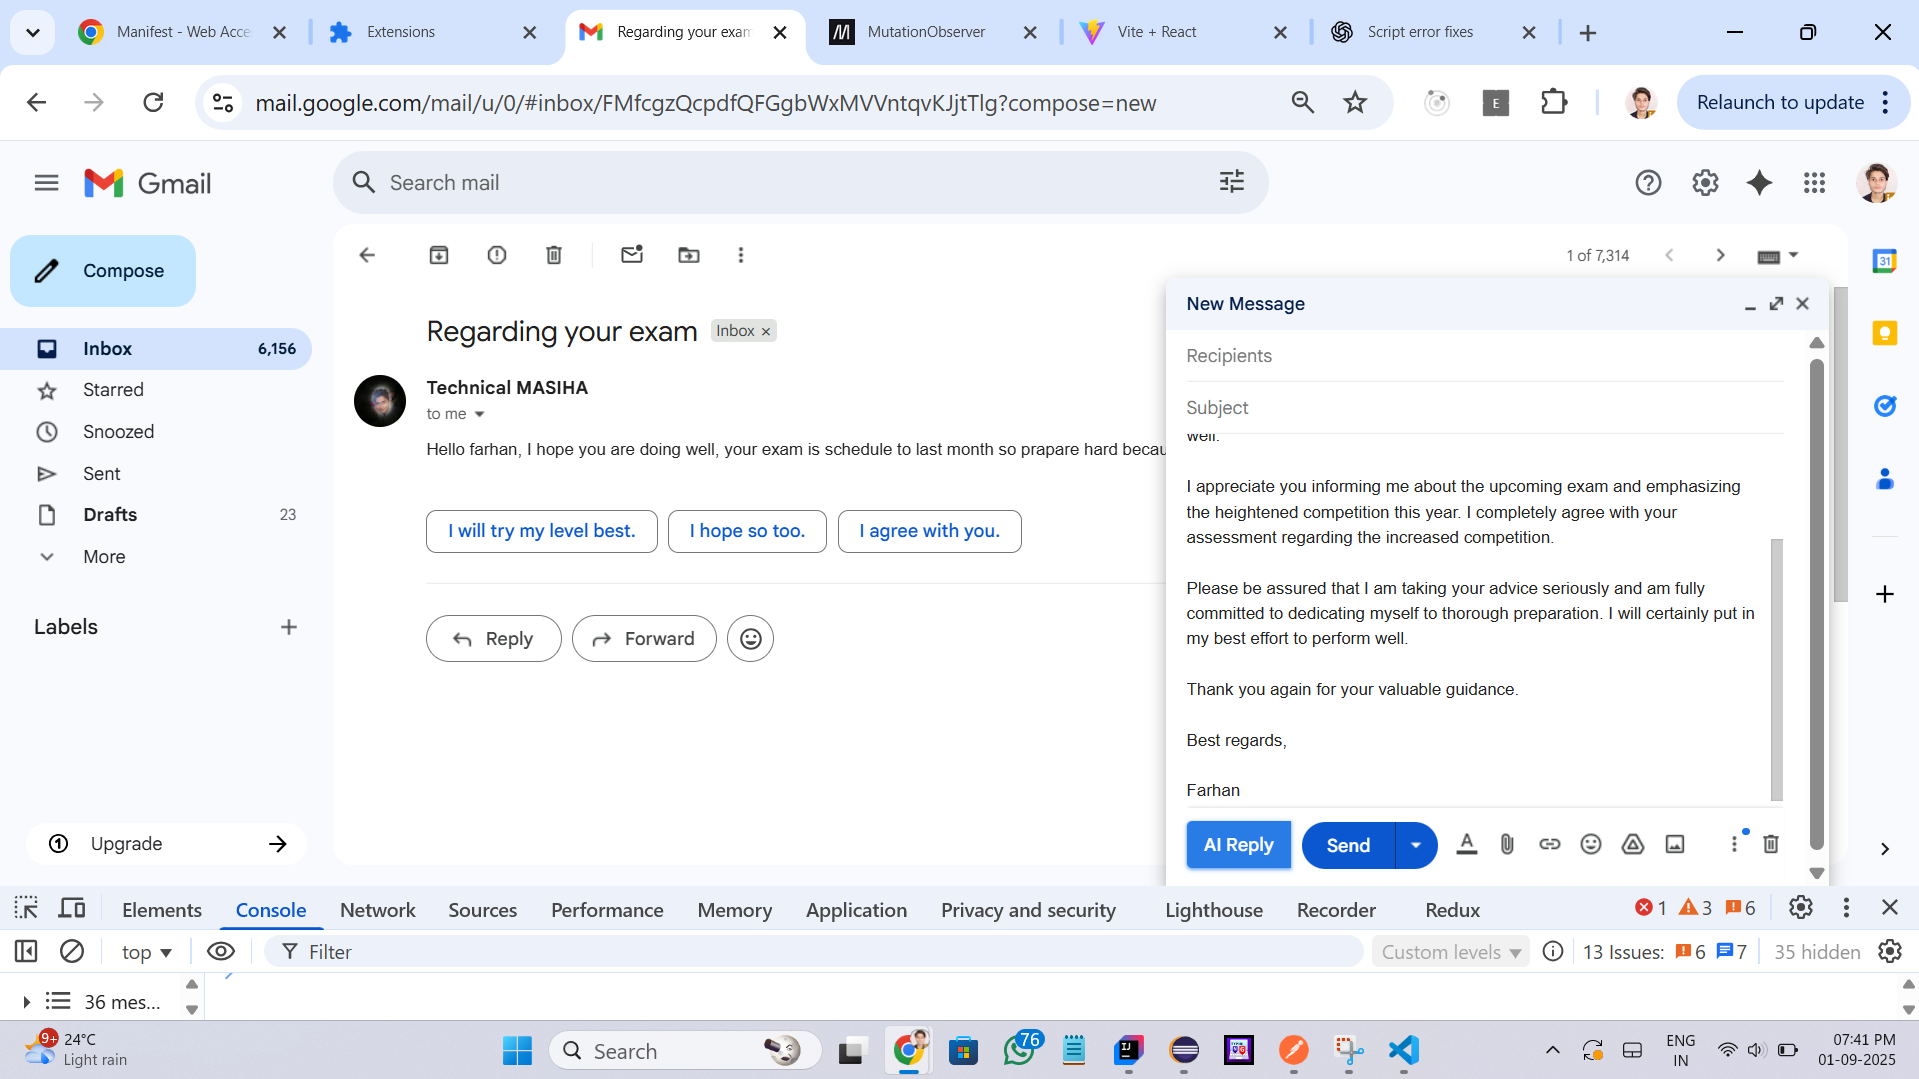 Manifest - Web Acce
Extensions
Regarding your exam
MutationObserver
Vite + React
Script error fixes
mail.google.com/mail/u/0/#inbox/FMfcgzQcpdfQFGgbWxMVVntqvKJjtTlg?compose=new
E
Relaunch to update
Gmail
Search mail
Compose
Inbox 6,156
Starred
Snoozed
Sent
Drafts 23
More
Labels
Upgrade
1 of 7,314
31
Regarding your exam
Inbox
Technical MASIHA
to me
Hello farhan, I hope you are doing well, your exam is schedule to last month so prapare hard becau
I will try my level best.
I hope so too.
I agree with you.
Reply
Forward
New Message
Recipients
Subject
well.
I appreciate you informing me about the upcoming exam and emphasizing
the heightened competition this year. I completely agree with your
assessment regarding the increased competition.
Please be assured that I am taking your advice seriously and am fully
committed to dedicating myself to thorough preparation. I will certainly put in
my best effort to perform well.
Thank you again for your valuable guidance.
Best regards,
Farhan
AI Reply
Send
Elements
Console
Network
Sources
Performance
Memory
Application
Privacy and security
Lighthouse
Recorder
Redux
1 3 6
top
Filter
Custom levels
13 Issues: 6 7
35 hidden
36 mes...
9+
24°C
Light rain
Search
76
IJ
ENG
IN
07:41 PM
01-09-2025